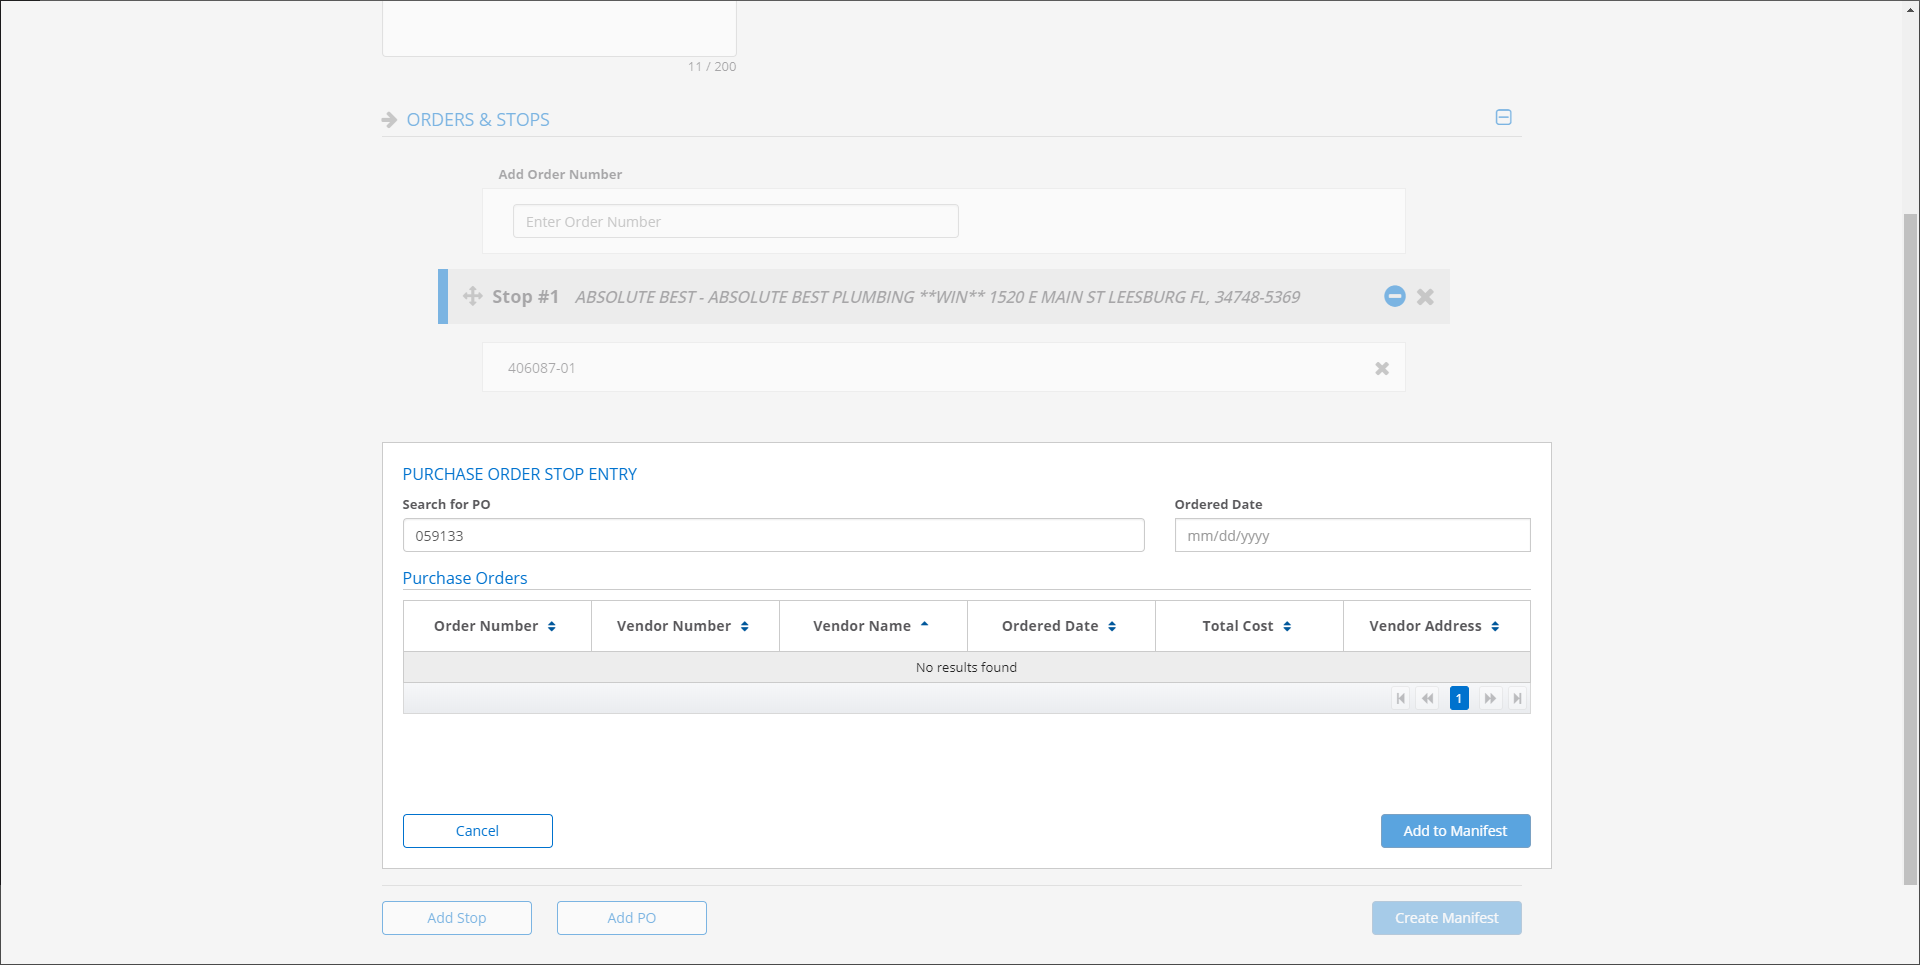 11 / 200
ORDERS & STOPS
Add Order Number
Enter Order Number
Stop #1 ABSOLUTE BEST - ABSOLUTE BEST PLUMBING **WIN** 1520 E MAIN ST LEESBURG FL, 34748-5369
406087-01
PURCHASE ORDER STOP ENTRY
Search for PO Ordered Date
059133 mm/dd/yyyy
Purchase Orders
Order Number Vendor Number Vendor Name Ordered Date Total Cost Vendor Address
No results found
1
Cancel Add to Manifest
Add Stop Add PO Create Manifest